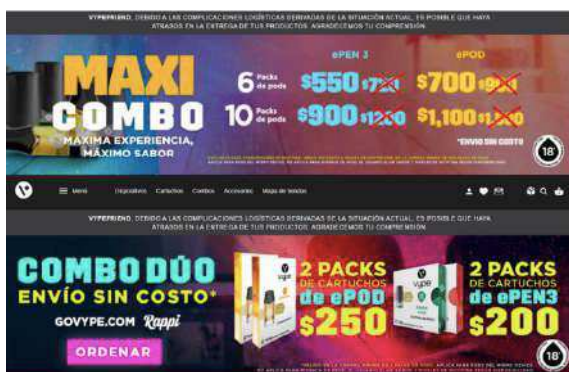 VYPEFRIEND, DEBIDO A LAS COMPLICACIONES LOGÍSTICAS DERIVADAS DE LA SITUACIÓN ACTUAL, ES POSIBLE QUE HAYA
ATRASOS EN LA ENTREGA DE TUS PRODUCTOS. AGRADECEMOS TU COMPRENSIÓN.
MAXI
COMBO
MÁXIMA EXPERIENCIA,
MÁXIMO SABOR
ePEN 3 ePOD
6 Packs de pods $550 $700
10 Packs de pods $900 $1200 $1,100
*ENVIO SIN COSTO
18+
Menú Dispositivos Cartuchos Combos Accesorios Mapa de tiendas
VYPEFRIEND, DEBIDO A LAS COMPLICACIONES LOGÍSTICAS DERIVADAS DE LA SITUACIÓN ACTUAL, ES POSIBLE QUE HAYA
ATRASOS EN LA ENTREGA DE TUS PRODUCTOS. AGRADECEMOS TU COMPRENSIÓN.
COMBO DÚO
ENVÍO SIN COSTO*
GOVYPE.COM Rappi
ORDENAR
2 PACKS
DE CARTUCHOS
de ePOD
$250
vype
2 PACKS
DE CARTUCHOS
de ePEN3
$200
18+